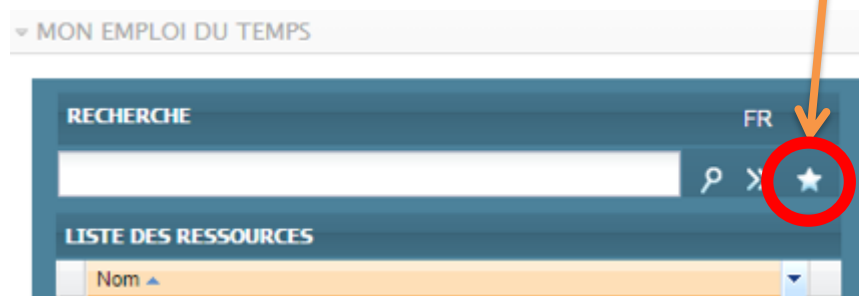 MON EMPLOI DU TEMPS
RECHERCHE
FR
LISTE DES RESSOURCES
Nom